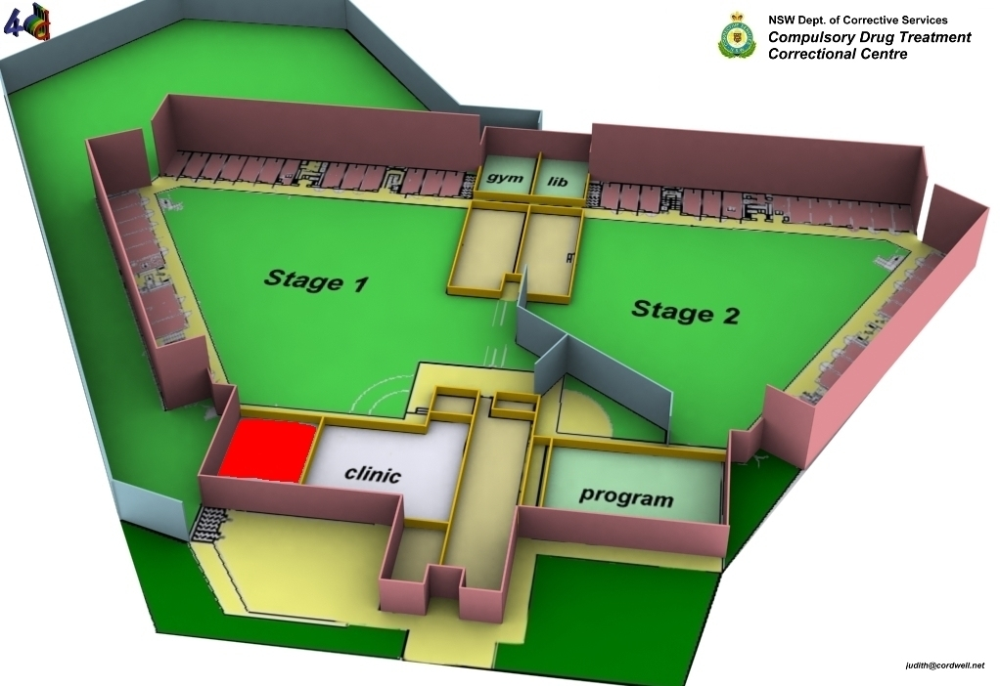 4d
NSW Dept. of Corrective Services
Compulsory Drug Treatment
Correctional Centre
gym
lib
Stage 1
Stage 2
clinic
program
judith@cordwell.net